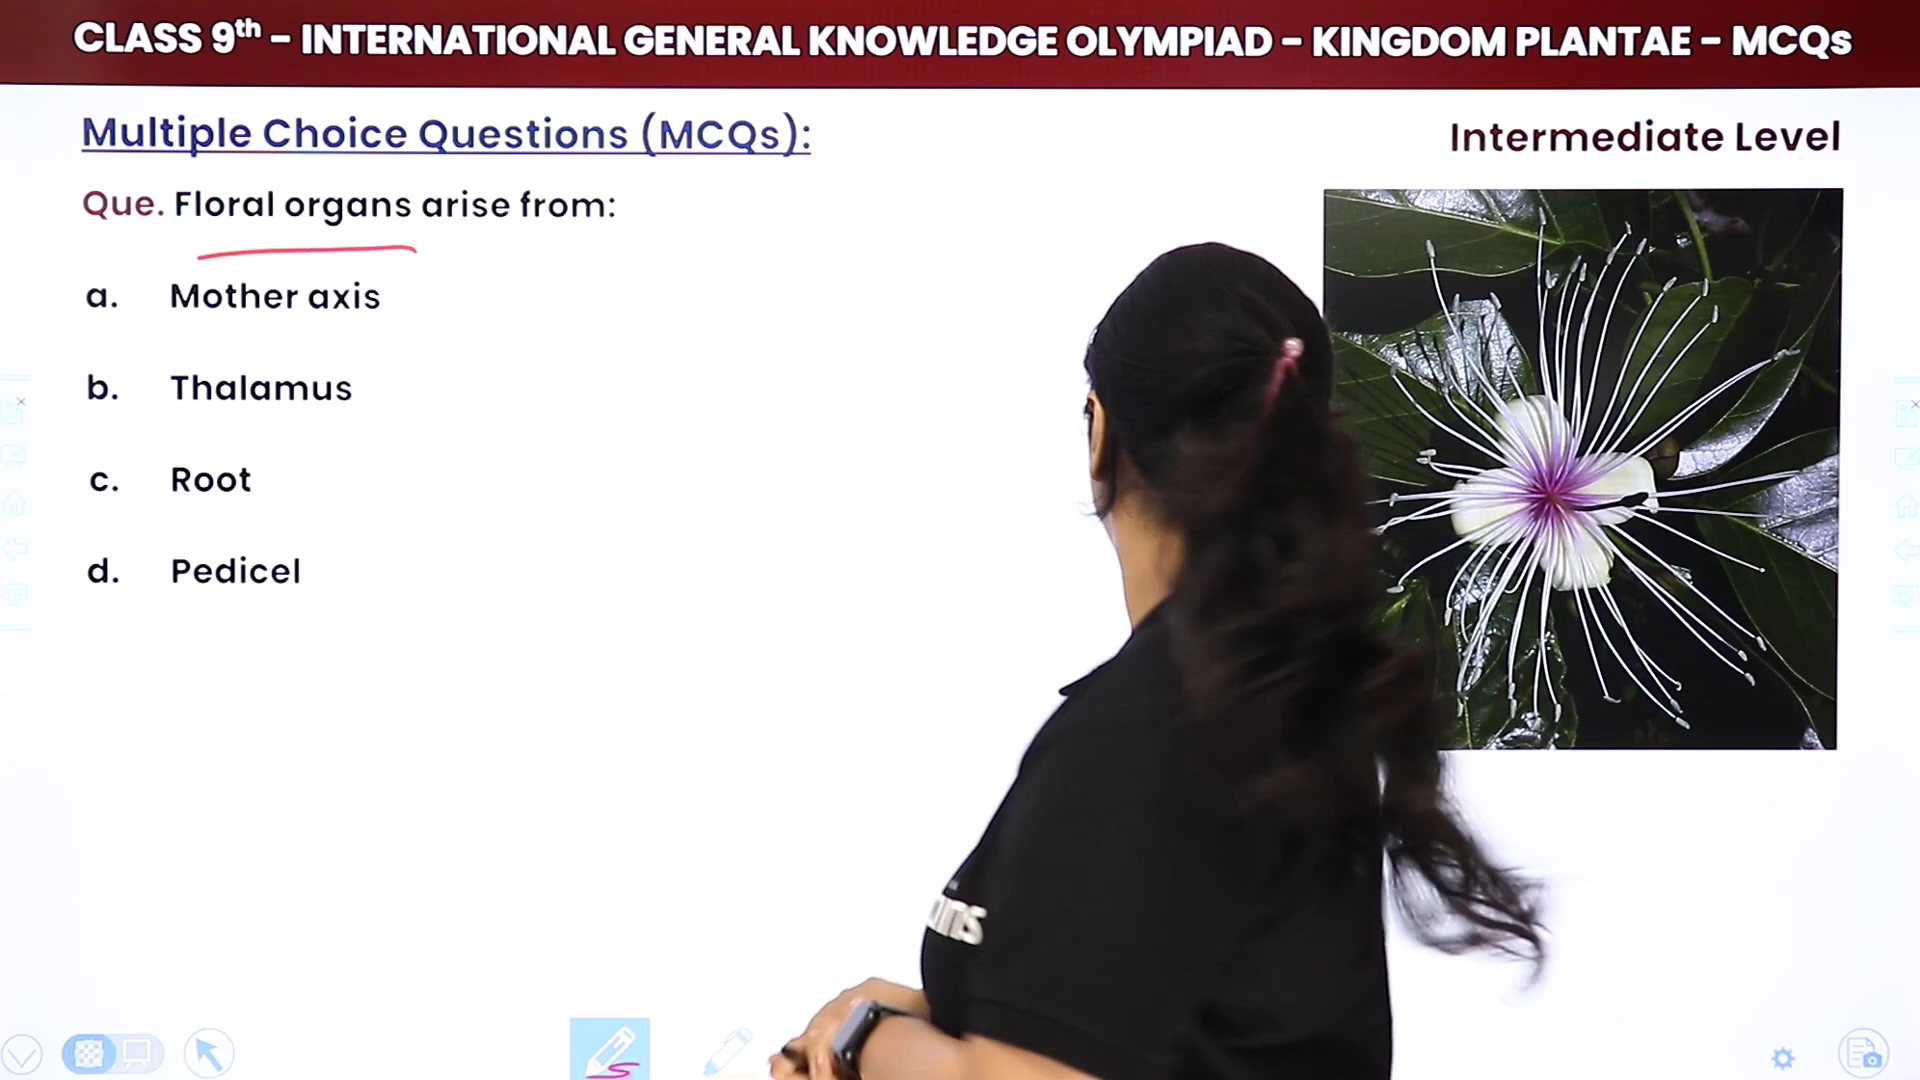 CLASS 9th - INTERNATIONAL GENERAL KNOWLEDGE OLYMPIAD - KINGDOM PLANTAE - MCQs
Multiple Choice Questions (MCQs):
Intermediate Level
Que. Floral organs arise from:
a. Mother axis
b. Thalamus
c. Root
d. Pedicel